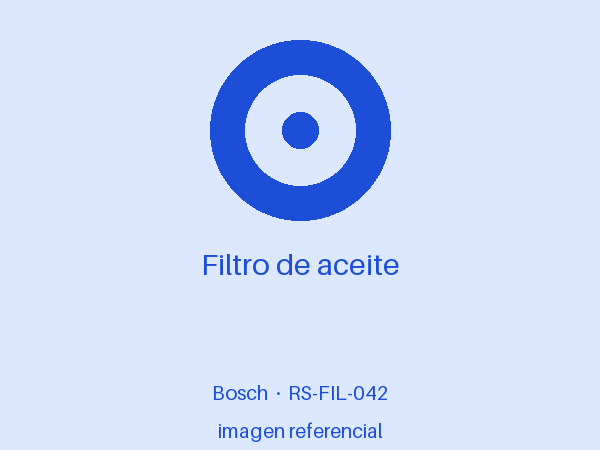 Filtro de aceite
Bosch · RS-FIL-042
imagen referencial